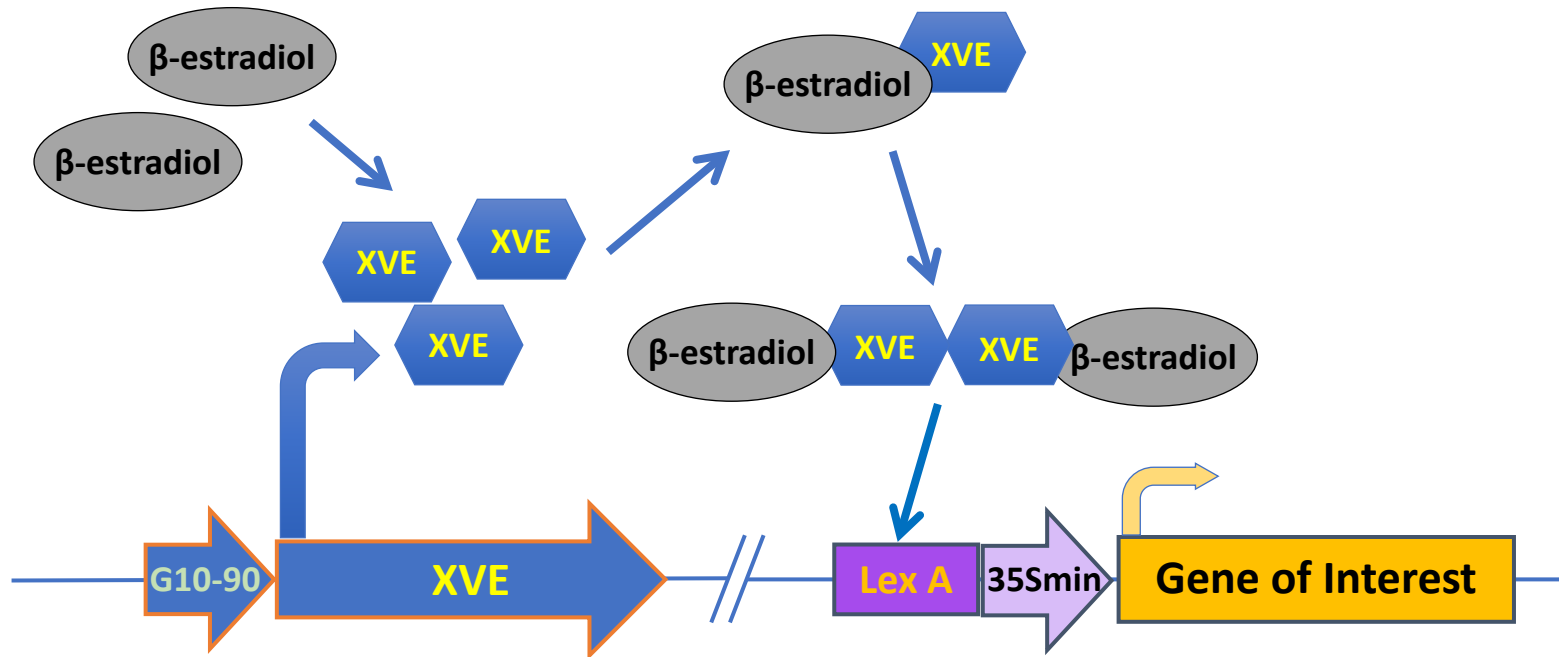 β-estradiol
β-estradiol
XVE
XVE
XVE
β-estradiol
XVE
β-estradiol
XVE
XVE
β-estradiol
G10-90
XVE
Lex A
35Smin
Gene of Interest